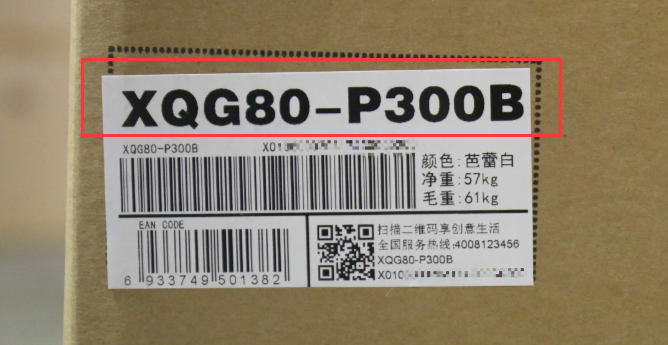 XQG80-P300B
XQG80-P300B X013
颜色:芭蕾白
净重:57kg
毛重:61kg
EAN CODE
6 933749 501382
扫描二维码享创意生活
全国服务热线:4008123456
XQG80-P300B
X0100